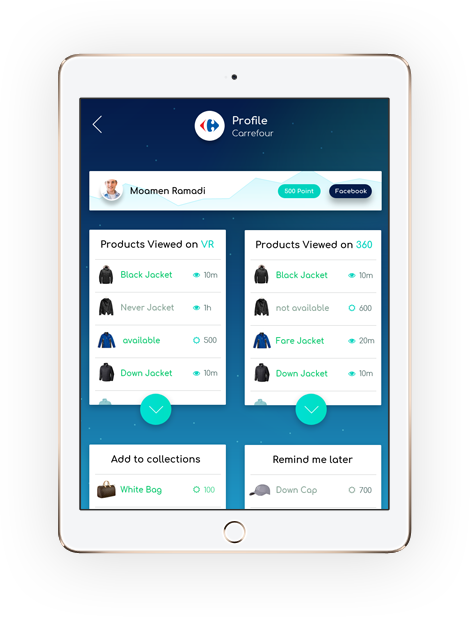 Profile
Carrefour
Moamen Ramadi
500 Point
Facebook
Products Viewed on VR
Black Jacket 10m
Never Jacket 1h
available 500
Down Jacket 10m
Products Viewed on 360
Black Jacket 10m
not available 600
Fare Jacket 20m
Down Jacket 10m
Add to collections
White Bag 100
Remind me later
Down Cap 700